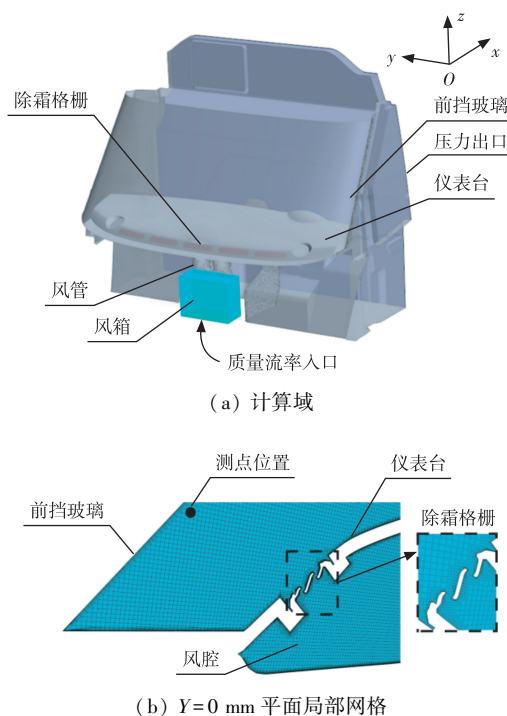 z
y
x
O
除霜格栅
前挡玻璃
压力出口
仪表台
风管
风箱
质量流率入口
(a) 计算域
测点位置
仪表台
前挡玻璃
除霜格栅
风腔
(b) Y=0 mm 平面局部网格